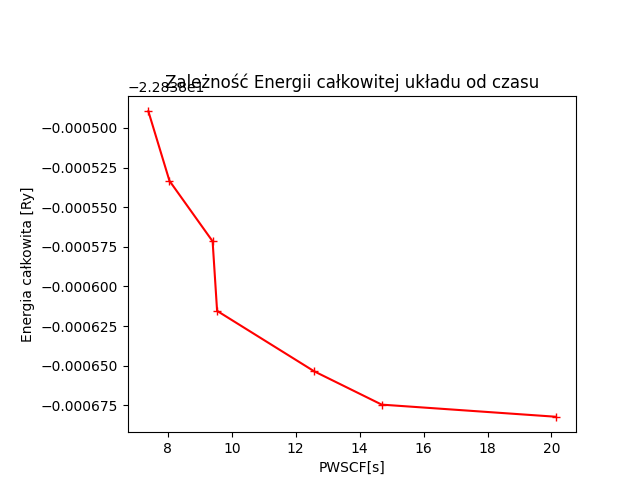 Zależność Energii całkowitej układu od czasu
−2.2838e1
−0.000500
−0.000525
−0.000550
−0.000575
−0.000600
−0.000625
−0.000650
−0.000675
Energia całkowita [Ry]
8 10 12 14 16 18 20
PWSCF[s]